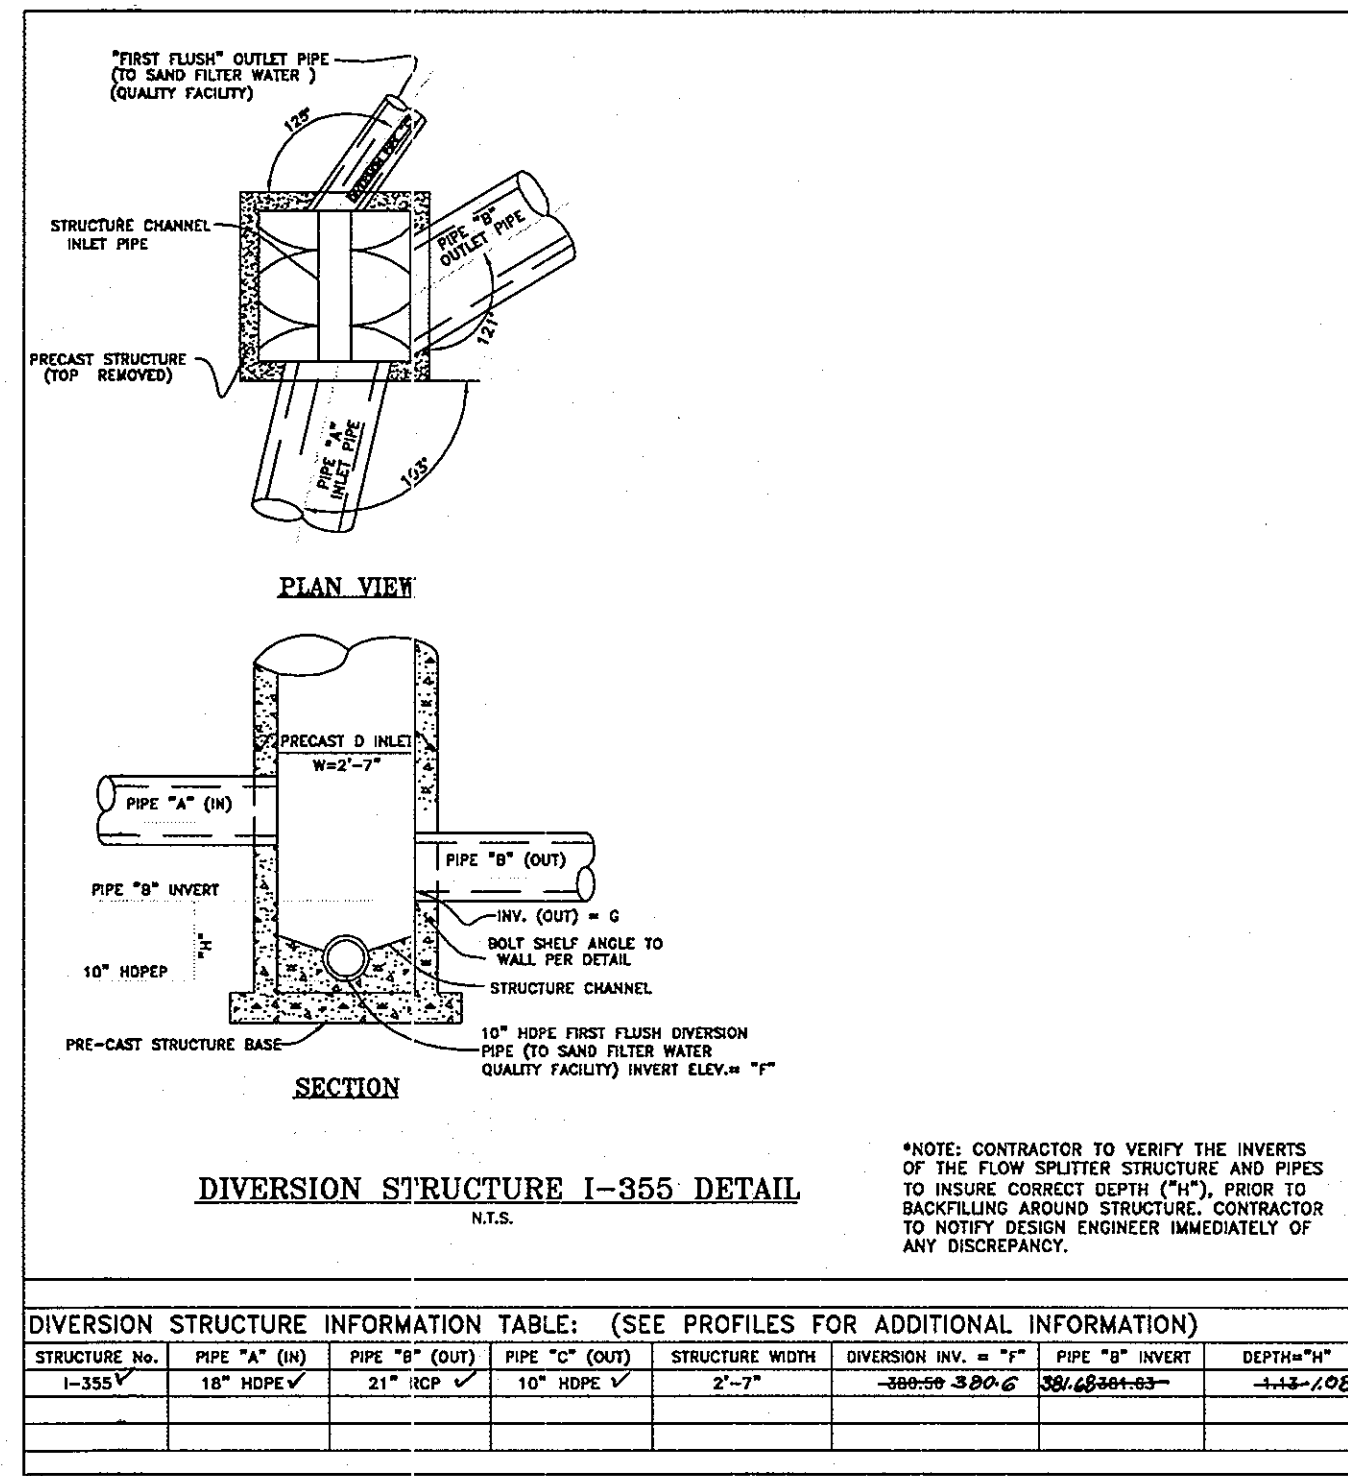 "FIRST FLUSH" OUTLET PIPE
(TO SAND FILTER WATER )
(QUALITY FACILITY)
125°
STRUCTURE CHANNEL
INLET PIPE
PIPE "B"
OUTLET PIPE
121°
PRECAST STRUCTURE
(TOP REMOVED)
PIPE "A"
INLET PIPE
103°
PLAN VIEW
PRECAST D INLET
W=2'-7"
PIPE "A" (IN)
PIPE "B" (OUT)
PIPE "B" INVERT
INV. (OUT) = G
"H"
BOLT SHELF ANGLE TO
WALL PER DETAIL
10" HDPEP
STRUCTURE CHANNEL
PRE-CAST STRUCTURE BASE
10" HDPE FIRST FLUSH DIVERSION
PIPE (TO SAND FILTER WATER
QUALITY FACILITY) INVERT ELEV.= "F"
SECTION
DIVERSION STRUCTURE I-355 DETAIL
N.T.S.
*NOTE: CONTRACTOR TO VERIFY THE INVERTS
OF THE FLOW SPLITTER STRUCTURE AND PIPES
TO INSURE CORRECT DEPTH ("H"), PRIOR TO
BACKFILLING AROUND STRUCTURE. CONTRACTOR
TO NOTIFY DESIGN ENGINEER IMMEDIATELY OF
ANY DISCREPANCY.
DIVERSION STRUCTURE INFORMATION TABLE: (SEE PROFILES FOR ADDITIONAL INFORMATION)
STRUCTURE No. PIPE "A" (IN) PIPE "B" (OUT) PIPE "C" (OUT) STRUCTURE WIDTH DIVERSION INV. = "F" PIPE "B" INVERT DEPTH="H"
I-355 ✓ 18" HDPE ✓ 21" RCP ✓ 10" HDPE ✓ 2'-7" 380.50 380.6 381.68 381.63 1.13 1.08